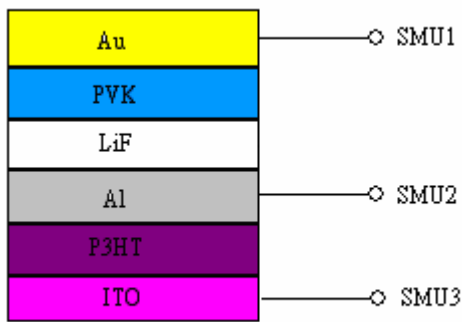 Au SMU1
PVK
LiF
Al SMU2
P3HT
ITO SMU3